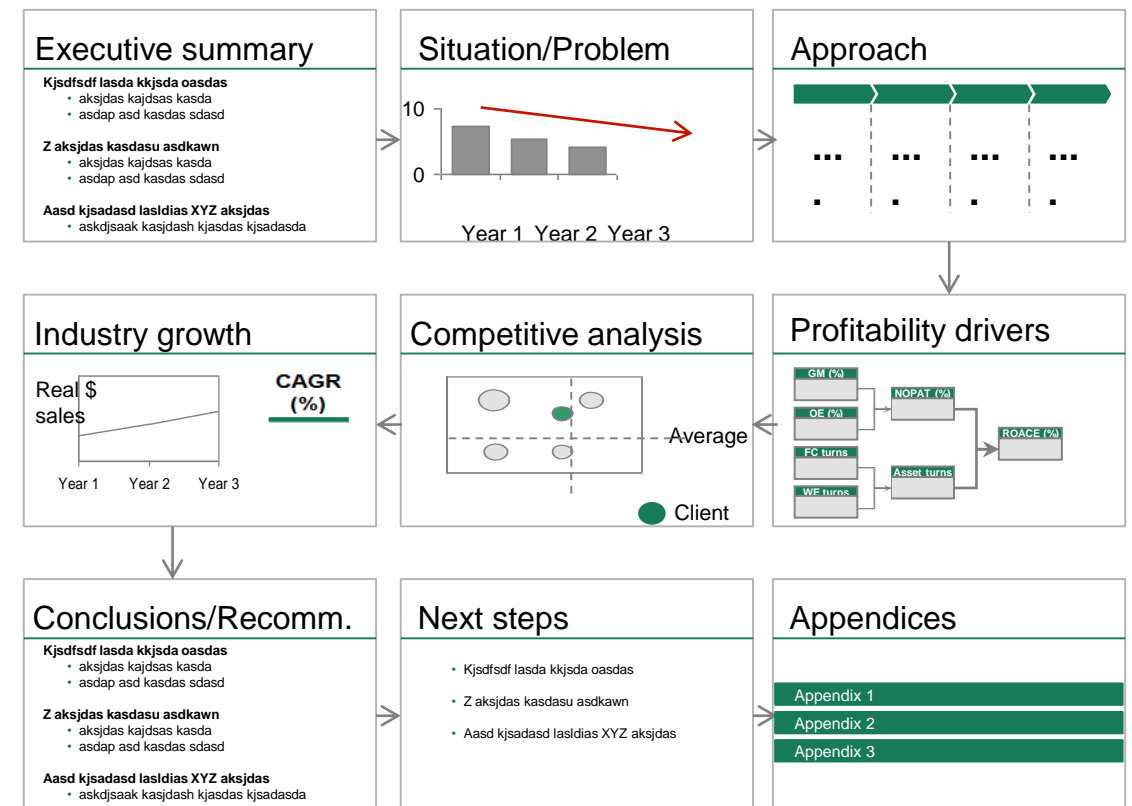 Executive summary
Kjsdfsdf lasda kkjsda oasdas
• aksjdas kajdsas kasda
• asdap asd kasdas sdasd
Z aksjdas kasdasu asdkawn
• aksjdas kajdsas kasda
• asdap asd kasdas sdasd
Aasd kjsadasd lasldias XYZ aksjdas
• askdjsaak kasjdash kjasdas kjsadasda
Situation/Problem
10
0
Year 1 Year 2 Year 3
Approach
... ... ... ...
. . . .
Profitability drivers
GM (%)
OE (%)
FC turns
WE turns
NOPAT (%)
Asset turns
ROACE (%)
Competitive analysis
Average
Client
Industry growth
Real $
sales
CAGR
(%)
Year 1 Year 2 Year 3
Conclusions/Recomm.
Kjsdfsdf lasda kkjsda oasdas
• aksjdas kajdsas kasda
• asdap asd kasdas sdasd
Z aksjdas kasdasu asdkawn
• aksjdas kajdsas kasda
• asdap asd kasdas sdasd
Aasd kjsadasd lasldias XYZ aksjdas
• askdjsaak kasjdash kjasdas kjsadasda
Next steps
• Kjsdfsdf lasda kkjsda oasdas
• Z aksjdas kasdasu asdkawn
• Aasd kjsadasd lasldias XYZ aksjdas
Appendices
Appendix 1
Appendix 2
Appendix 3